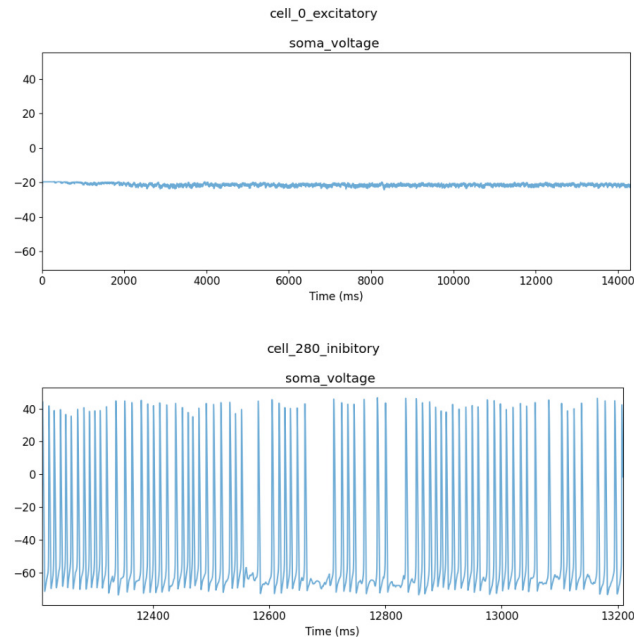 cell_0_excitatory
soma_voltage
40
20
0
−20
−40
−60
0 2000 4000 6000 8000 10000 12000 14000
Time (ms)
cell_280_inibitory
soma_voltage
40
20
0
−20
−40
−60
12400 12600 12800 13000 13200
Time (ms)